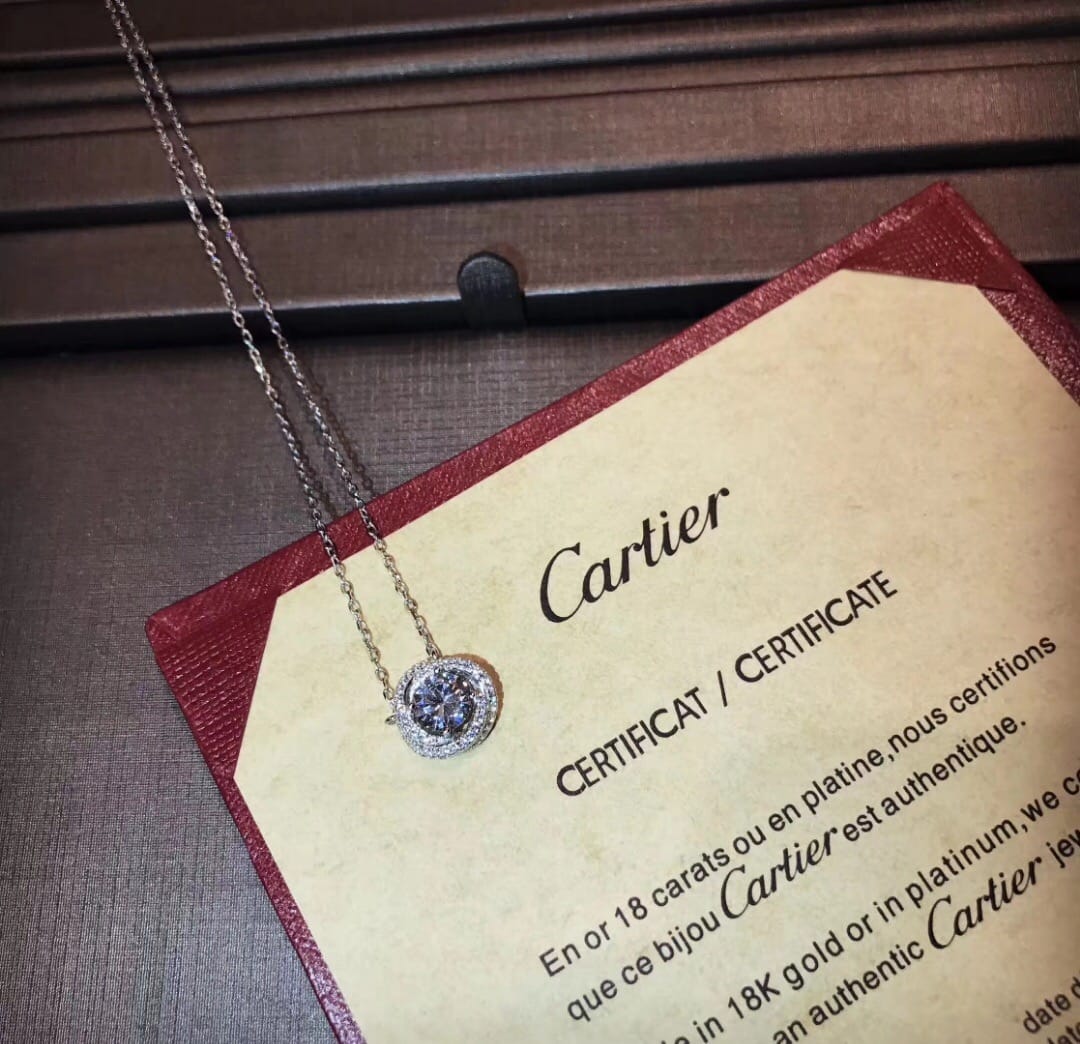 Cartier
CERTIFICAT / CERTIFICATE
En or 18 carats ou en platine,nous certifions
que ce bijou Cartier est authentique.
in 18K gold or in platinum,we
an authentic Cartier
date